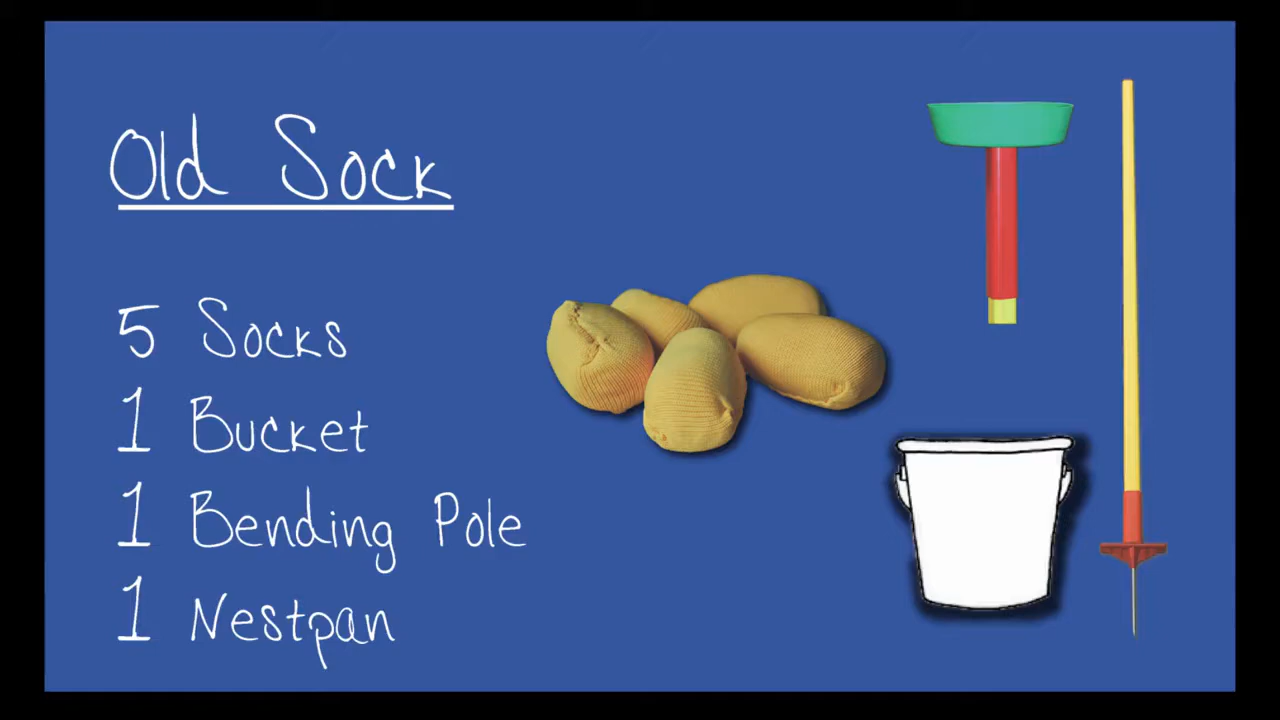 Old Sock
5 Socks
1 Bucket
1 Bending Pole
1 Nestpan